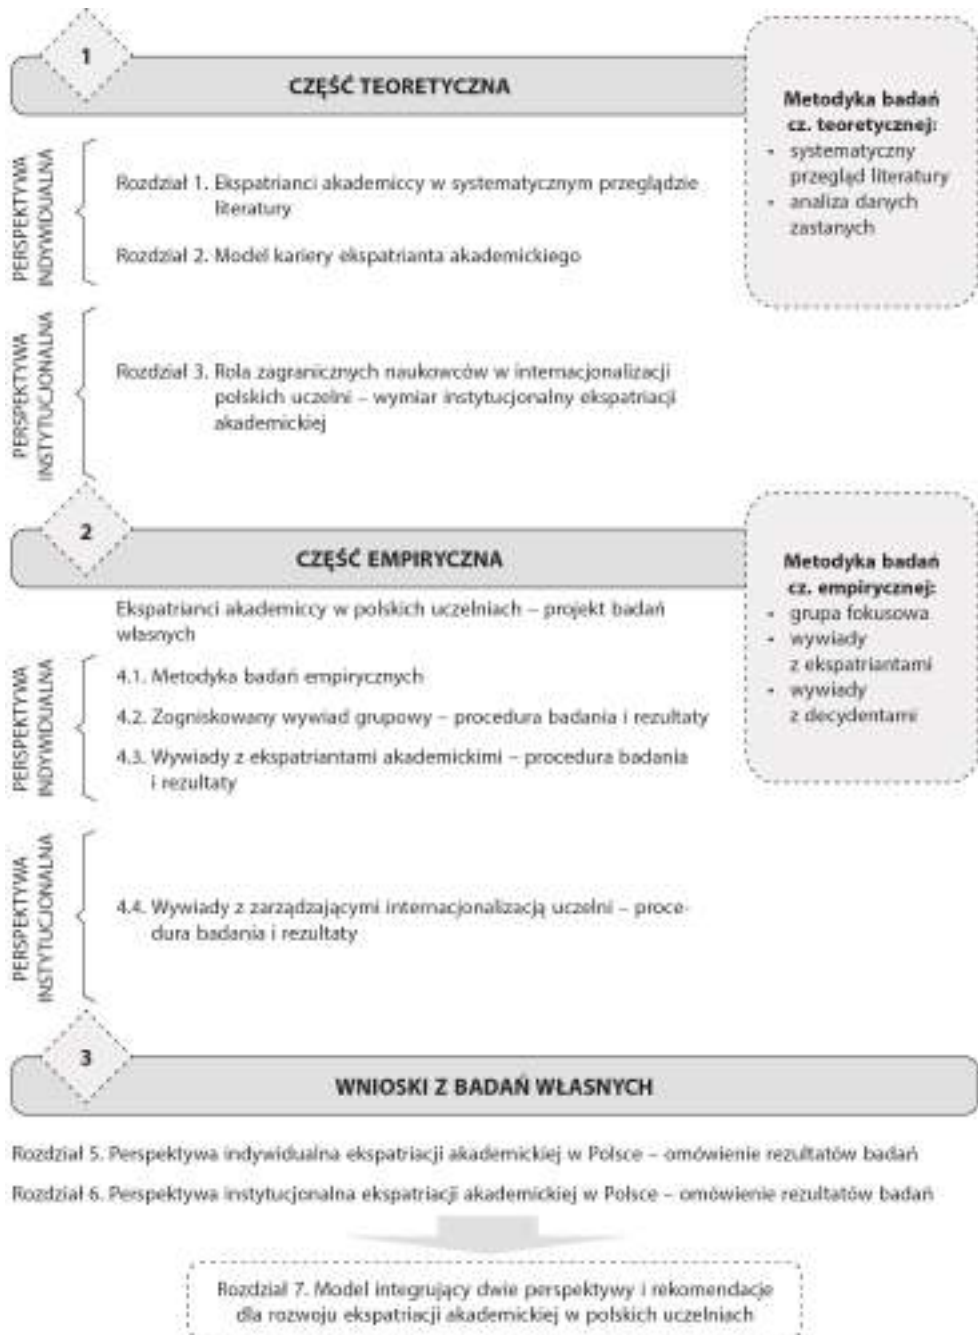 1
CZĘŚĆ TEORETYCZNA
Metodyka badań
cz. teoretycznej:
• systematyczny
przegląd literatury
• analiza danych
zastanych
PERSPEKTYWA
INDYWIDUALNA
Rozdział 1. Ekspatrianci akademiccy w systematycznym przeglądzie
literatury
Rozdział 2. Model kariery ekspatrianta akademickiego
PERSPEKTYWA
INSTYTUCJONALNA
Rozdział 3. Rola zagranicznych naukowców w internacjonalizacji
polskich uczelni – wymiar instytucjonalny ekspatriacji
akademickiej
2
CZĘŚĆ EMPIRYCZNA
Metodyka badań
cz. empirycznej:
• grupa fokusowa
• wywiady
z ekspatriantami
• wywiady
z decydentami
Ekspatrianci akademiccy w polskich uczelniach – projekt badań
własnych
PERSPEKTYWA
INDYWIDUALNA
4.1. Metodyka badań empirycznych
4.2. Zogniskowany wywiad grupowy – procedura badania i rezultaty
4.3. Wywiady z ekspatriantami akademickimi – procedura badania
i rezultaty
PERSPEKTYWA
INSTYTUCJONALNA
4.4. Wywiady z zarządzającymi internacjonalizacją uczelni – proce-
dura badania i rezultaty
3
WNIOSKI Z BADAŃ WŁASNYCH
Rozdział 5. Perspektywa indywidualna ekspatriacji akademickiej w Polsce – omówienie rezultatów badań
Rozdział 6. Perspektywa instytucjonalna ekspatriacji akademickiej w Polsce – omówienie rezultatów badań
Rozdział 7. Model integrujący dwie perspektywy i rekomendacje
dla rozwoju ekspatriacji akademickiej w polskich uczelniach